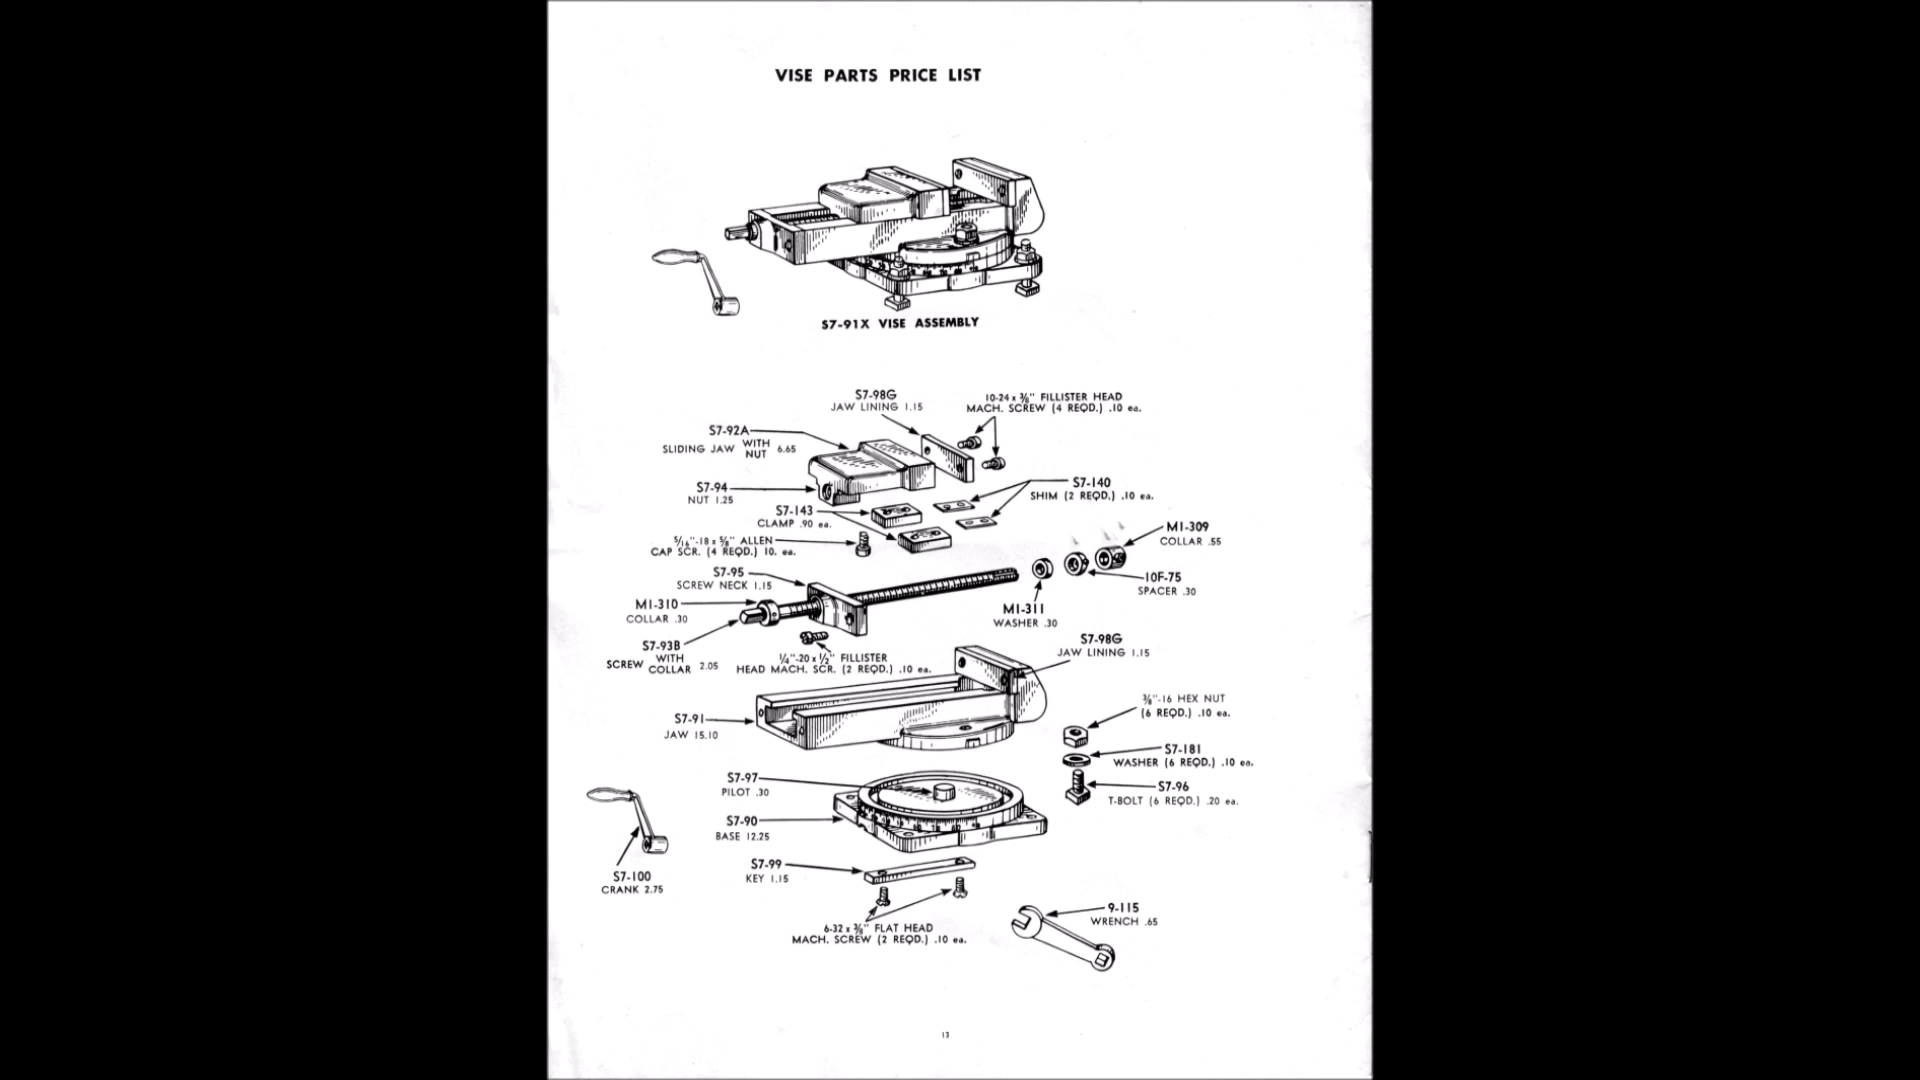 VISE PARTS PRICE LIST
S7-91X VISE ASSEMBLY
S7-98G
JAW LINING 1.15
10-24 x 3/8" FILLISTER HEAD
MACH. SCREW (4 REQD.) .10 ea.
S7-92A
SLIDING JAW WITH NUT 6.65
S7-94
NUT 1.25
S7-140
SHIM (2 REQD.) .10 ea.
S7-143
CLAMP .90 ea.
5/16"-18 x 5/8" ALLEN
CAP SCR. (4 REQD.) 10. ea.
M1-309
COLLAR .55
S7-95
SCREW NECK 1.15
10F-75
SPACER .30
M1-310
COLLAR .30
M1-311
WASHER .30
S7-93B
SCREW WITH COLLAR 2.05
1/4"-20 x 1/2" FILLISTER
HEAD MACH. SCR. (2 REQD.) .10 ea.
S7-98G
JAW LINING 1.15
3/8"-16 HEX NUT
(6 REQD.) .10 ea.
S7-91
JAW 15.10
S7-181
WASHER (6 REQD.) .10 ea.
S7-97
PILOT .30
S7-96
T-BOLT (6 REQD.) .20 ea.
S7-90
BASE 12.25
S7-99
KEY 1.15
S7-100
CRANK 2.75
6-32 x 3/8" FLAT HEAD
MACH. SCREW (2 REQD.) .10 ea.
9-115
WRENCH .65
13